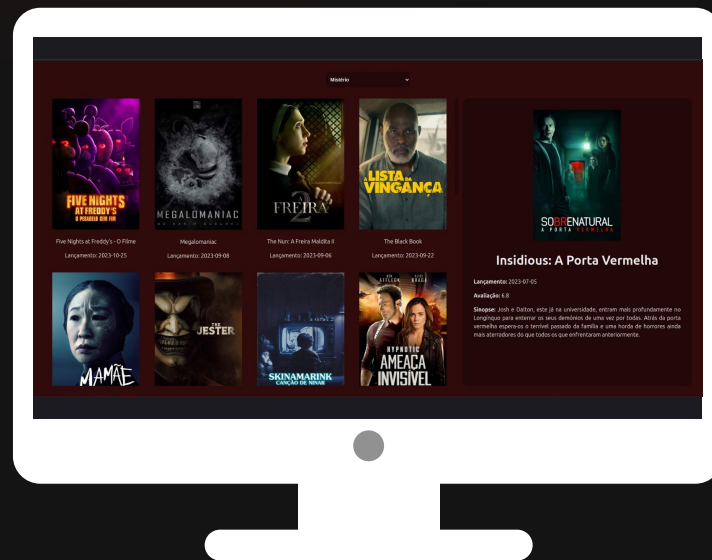 Mistério
FIVE NIGHTS
AT FREDDY'S
O PESADELO SEM FIM
Five Nights at Freddy's - O Filme
Lançamento: 2023-10-25
MEGALOMANIAC
Megalomaniac
Lançamento: 2023-09-08
A
FREIRA
2
The Nun: A Freira Maldita II
Lançamento: 2023-09-06
A LISTA DA
VINGANÇA
The Black Book
Lançamento: 2023-09-22
MAMÃE
THE
JESTER
SKINAMARINK
CANÇÃO DE NINAR
HYPNOTIC
AMEAÇA
INVISÍVEL
SOBRENATURAL
A PORTA VERMELHA
Insidious: A Porta Vermelha
Lançamento: 2023-07-05
Avaliação: 6.8
Sinopse: Josh e Dalton, este já na universidade, entram mais profundamente no
Longínquo para enterrar os seus demónios de uma vez por todas. Atrás da porta
vermelha espera-os o terrível passado da família e uma horda de horrores ainda
mais aterradores do que todos os que enfrentaram anteriormente.